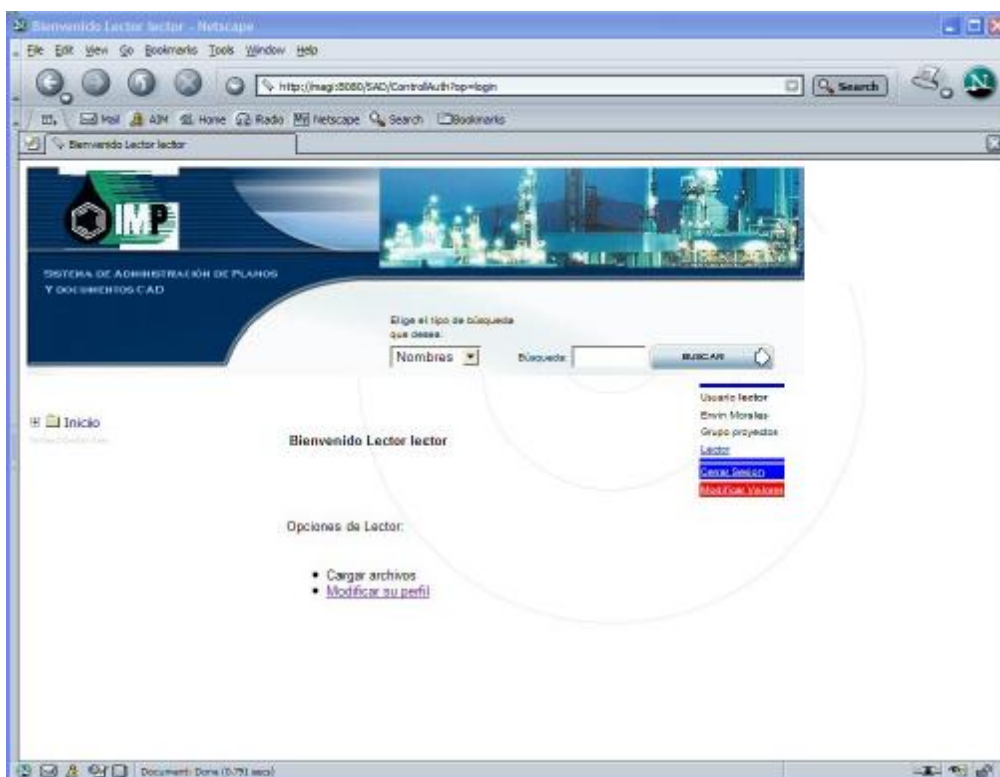 Bienvenido Lector lector - Netscape
File Edit View Go Bookmarks Tools Window Help
http://magi:8080/SAD/ControlAuth?op=login
Search
Mail AIM Home Radio Netscape Search Bookmarks
Bienvenido Lector lector
IMP
SISTEMA DE ADMINISTRACIÓN DE PLANOS
Y DOCUMENTOS CAD
Elige el tipo de búsqueda
que desea:
Nombres
Búsqueda:
BUSCAR
Usuario lector
Morales
Grupo proyectos
Lector
Cerrar Sesion
Modificar Valores
Inicio
Bienvenido Lector lector
Opciones de Lector:
Cargar archivos
Modificar su perfil
Document: Done (0.791 secs)